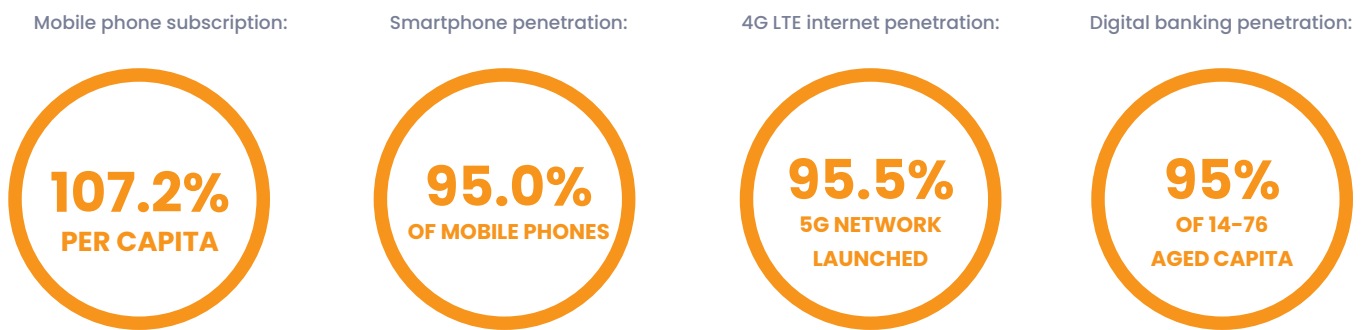 Mobile phone subscription:
107.2%
PER CAPITA
Smartphone penetration:
95.0%
OF MOBILE PHONES
4G LTE internet penetration:
95.5%
5G NETWORK
LAUNCHED
Digital banking penetration:
95%
OF 14-76
AGED CAPITA